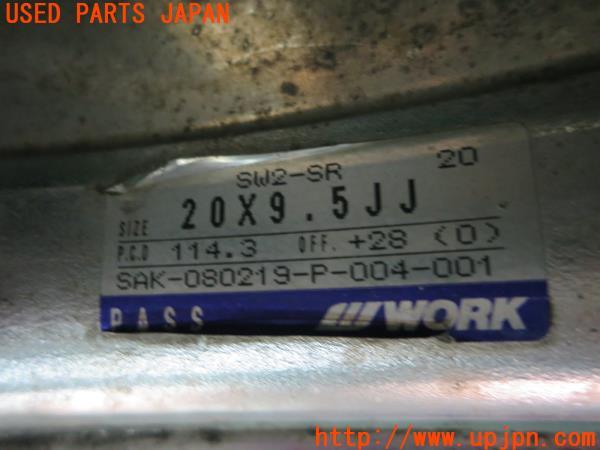 USED PARTS JAPAN
SW2-SR 20
SIZE 20X9.5JJ
P.C.D 114.3 OFF. +28 (0)
SAK-080219-P-004-001
PASS WORK
UPJ
http://www.upjpn.com/